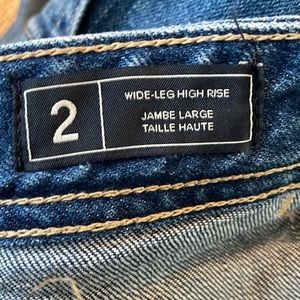 2
WIDE-LEG HIGH RISE
JAMBE LARGE
TAILLE HAUTE